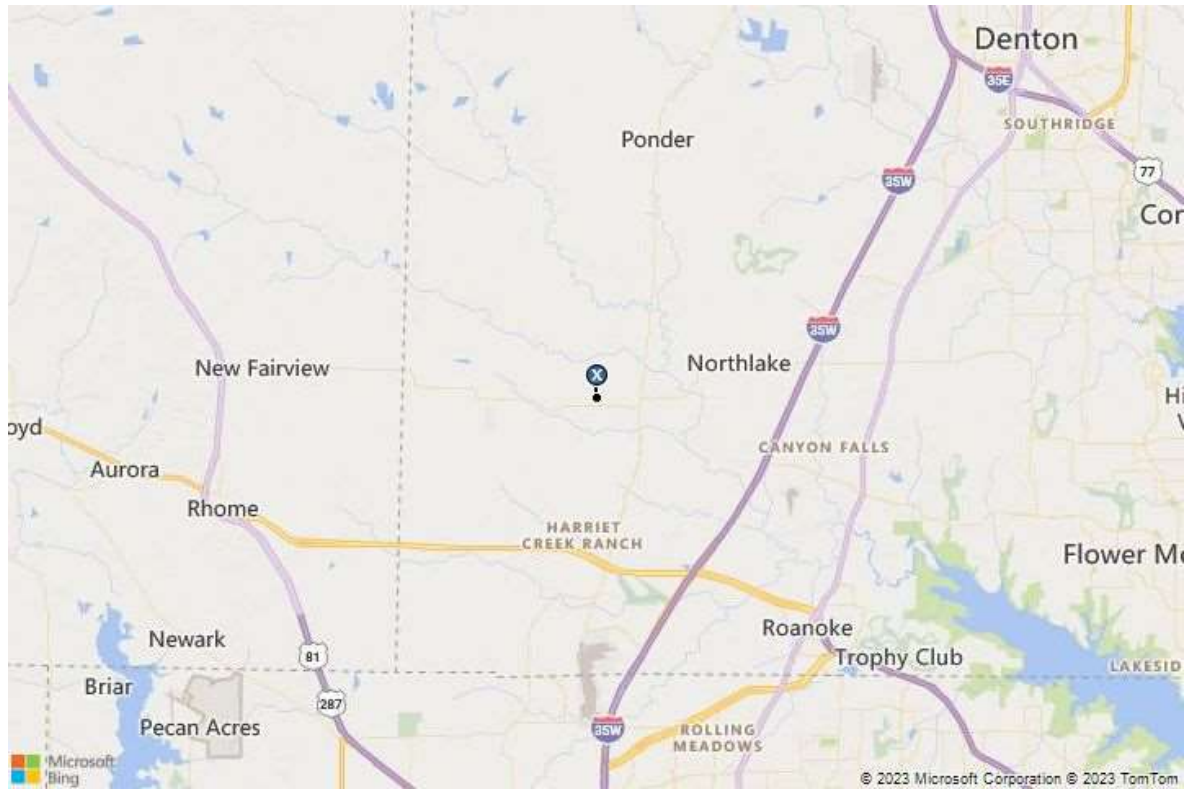 Denton
35E
SOUTHRIDGE
Ponder
77
35W
Cor
35W
New Fairview
X
Northlake
Hi
V
oyd
CANYON FALLS
Aurora
Rhome
HARRIET
CREEK RANCH
Flower Mo
Newark
Roanoke
81
Trophy Club
LAKESID
Briar
287
Pecan Acres
35W
ROLLING
MEADOWS
Microsoft
Bing
© 2023 Microsoft Corporation © 2023 TomTom